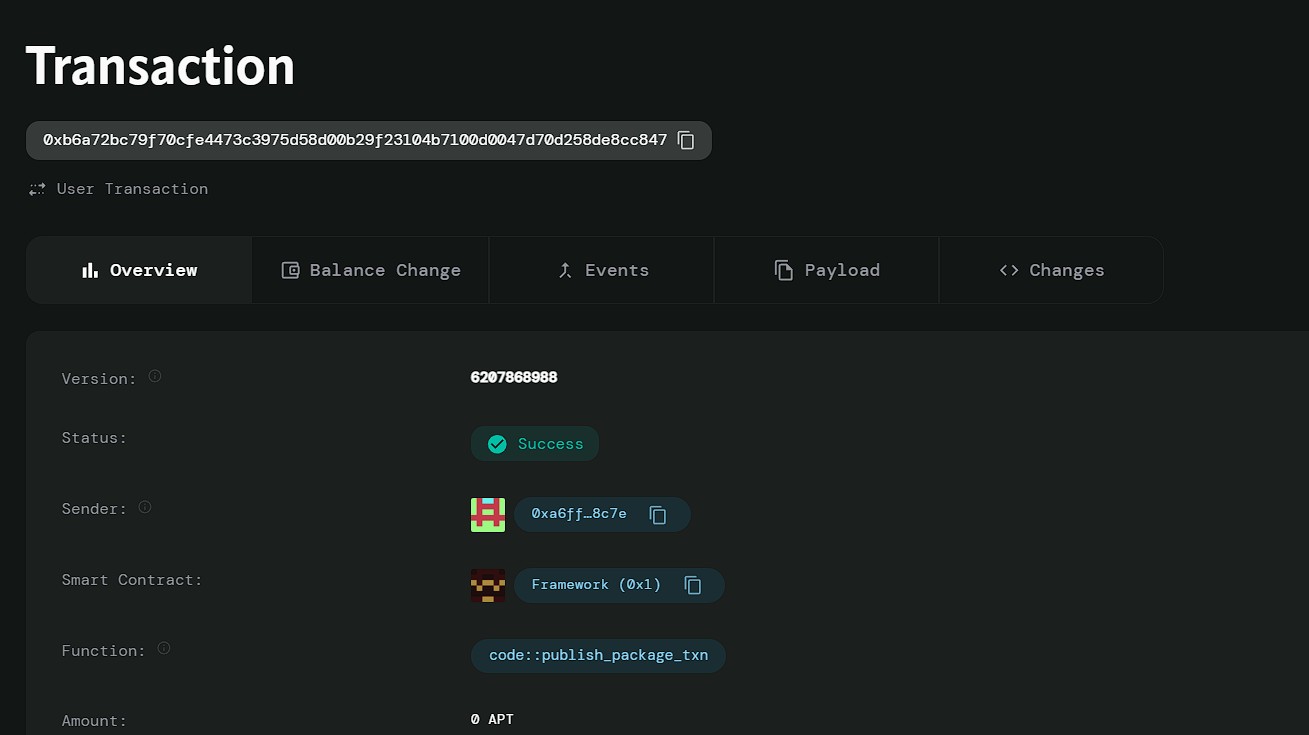 Transaction
0xb6a72bc79f70cfe4473c3975d58d00b29f23104b7100d0047d70d258de8cc847
User Transaction
Overview
Balance Change
Events
Payload
Changes
Version:
6207868988
Status:
Success
Sender:
0xa6ff…8c7e
Smart Contract:
Framework (0x1)
Function:
code::publish_package_txn
Amount:
0 APT